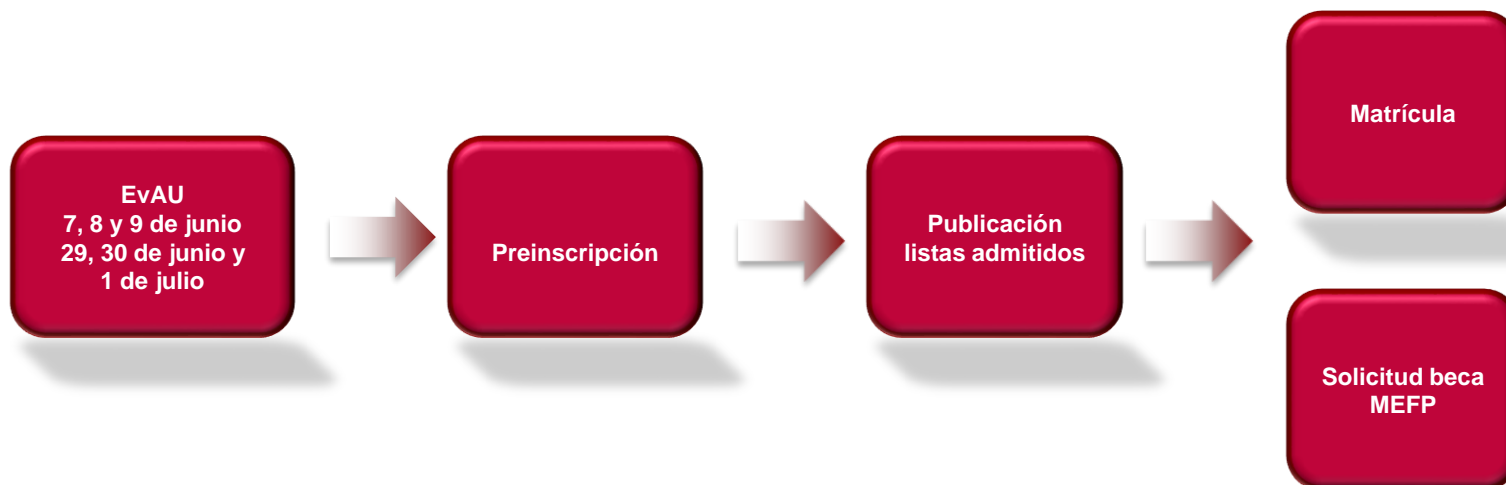 EvAU
7, 8 y 9 de junio
29, 30 de junio y
1 de julio
Preinscripción
Publicación
listas admitidos
Matrícula
Solicitud beca
MEFP